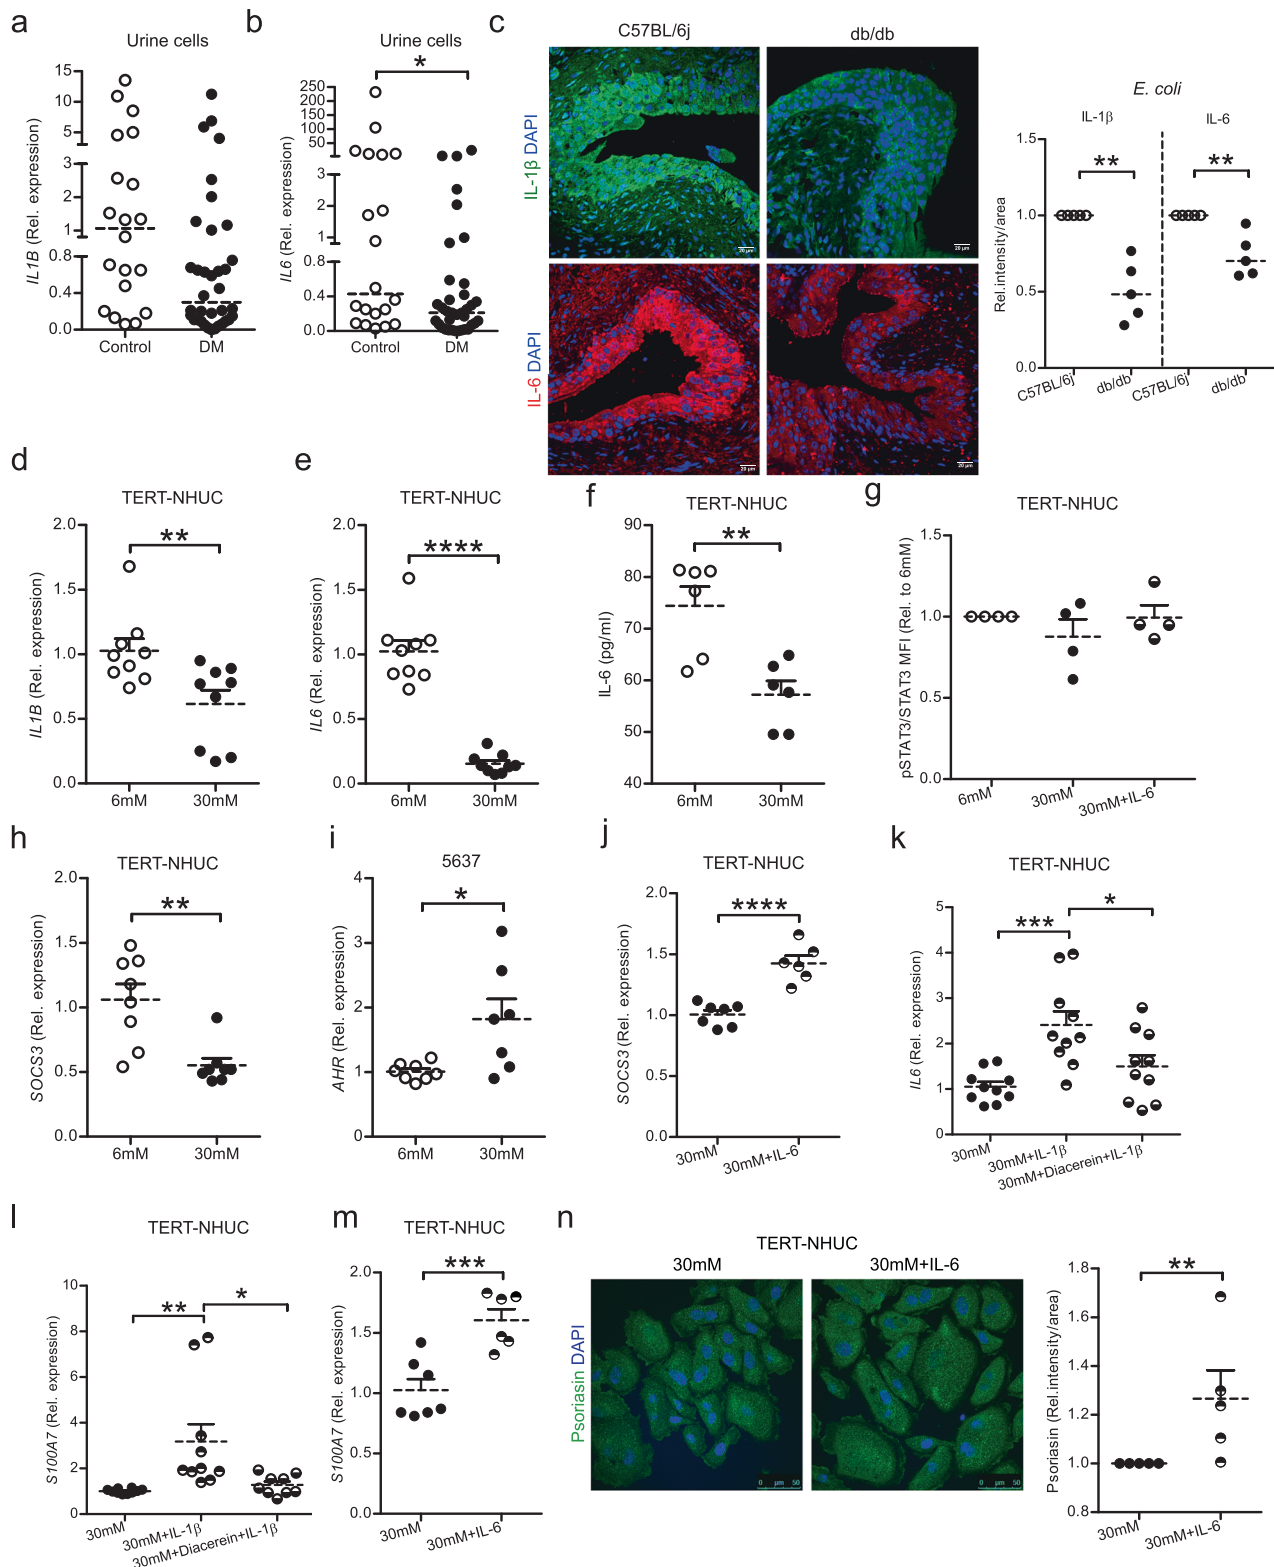 a
Urine cells
IL1B (Rel. expression)
15
10
5
3
2
1
0.8
0.4
0.0
Control
DM
b
Urine cells
*
IL6 (Rel. expression)
250
200
150
100
50
3
2
1
0.8
0.4
0.0
Control
DM
c
C57BL/6j
db/db
IL-1β DAPI
IL-6 DAPI
20 µm
20 µm
20 µm
20 µm
E. coli
IL-1β
IL-6
**
**
Rel.intensity/area
1.5
1.0
0.5
0.0
C57BL/6j
db/db
C57BL/6j
db/db
d
TERT-NHUC
**
IL1B (Rel. expression)
2.0
1.5
1.0
0.5
0.0
6mM
30mM
e
TERT-NHUC
****
IL6 (Rel. expression)
2.0
1.5
1.0
0.5
0.0
6mM
30mM
f
TERT-NHUC
**
IL-6 (pg/ml)
90
80
70
60
50
40
6mM
30mM
g
TERT-NHUC
pSTAT3/STAT3 MFI (Rel. to 6mM)
1.5
1.0
0.5
0.0
6mM
30mM
30mM+IL-6
h
TERT-NHUC
**
SOCS3 (Rel. expression)
2.0
1.5
1.0
0.5
0.0
6mM
30mM
i
5637
*
AHR (Rel. expression)
4
3
2
1
0
6mM
30mM
j
TERT-NHUC
****
SOCS3 (Rel. expression)
2.0
1.5
1.0
0.5
0.0
30mM
30mM+IL-6
k
TERT-NHUC
***
*
IL6 (Rel. expression)
5
4
3
2
1
0
30mM
30mM+IL-1β
30mM+Diacerein+IL-1β
l
TERT-NHUC
**
*
S100A7 (Rel. expression)
10
8
6
4
2
0
30mM
30mM+IL-1β
30mM+Diacerein+IL-1β
m
TERT-NHUC
***
S100A7 (Rel. expression)
2.0
1.5
1.0
0.5
0.0
30mM
30mM+IL-6
n
TERT-NHUC
30mM
30mM+IL-6
Psoriasin DAPI
0 µm 50
0 µm 50
**
Psoriasin (Rel.intensity/area)
1.8
1.6
1.4
1.2
1.0
0.8
30mM
30mM+IL-6